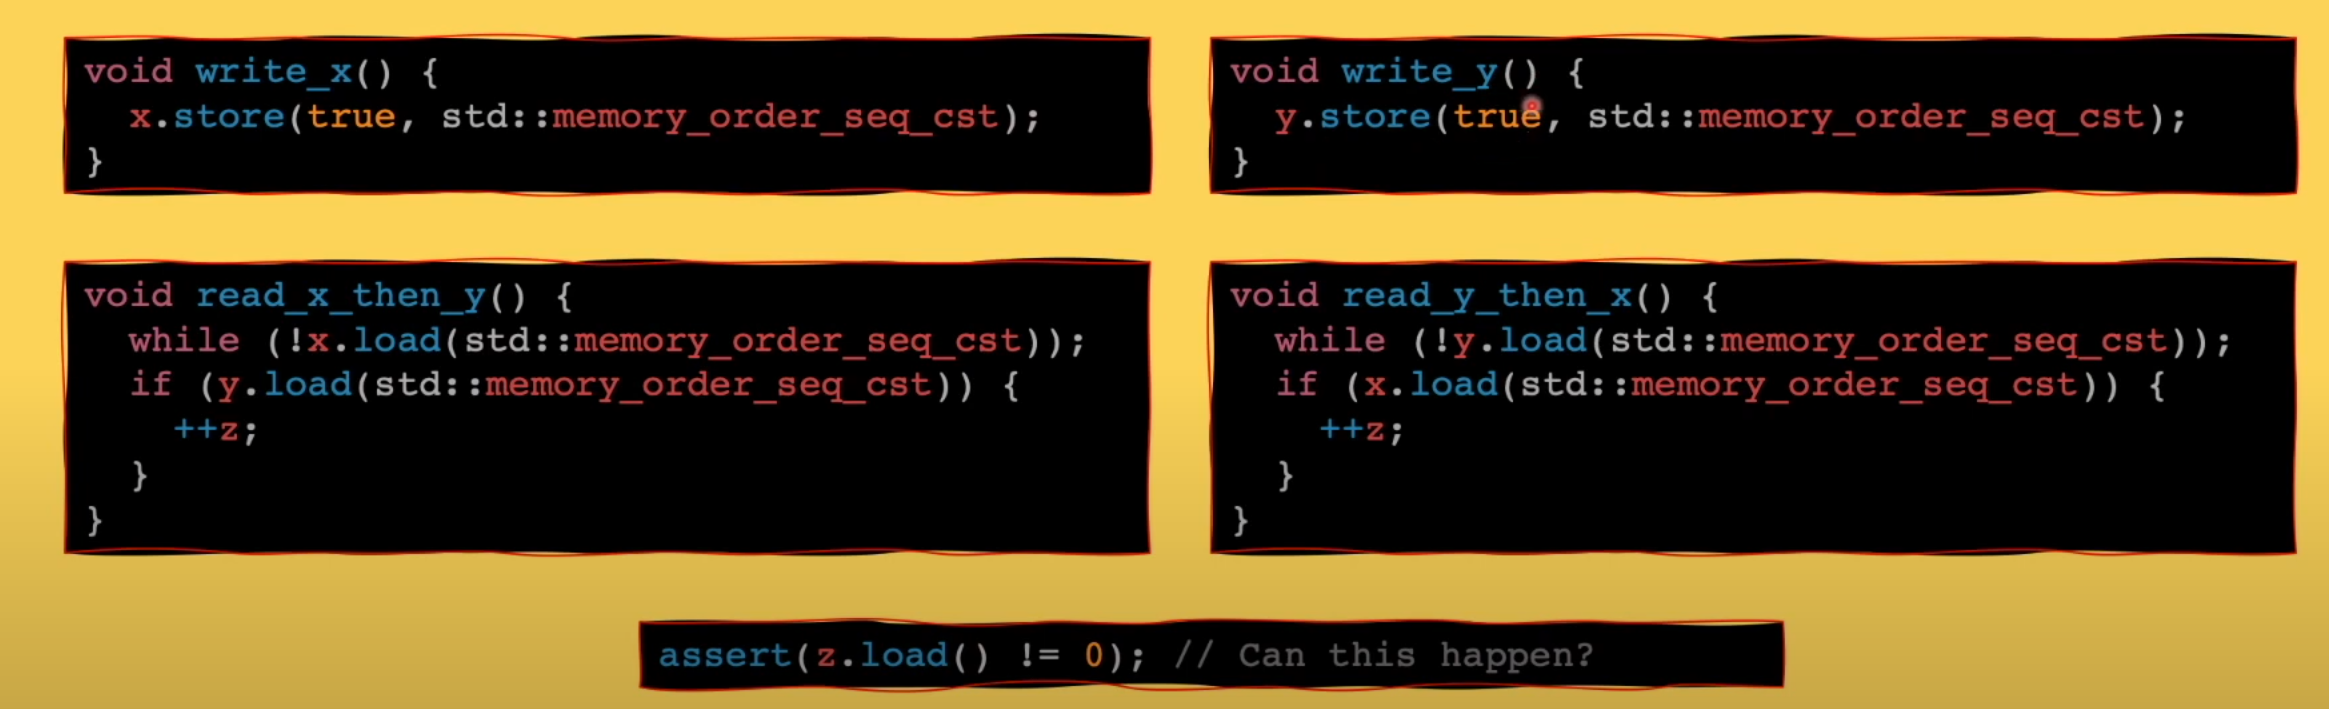 void write_x() {
  x.store(true, std::memory_order_seq_cst);
}
void write_y() {
  y.store(true, std::memory_order_seq_cst);
}
void read_x_then_y() {
  while (!x.load(std::memory_order_seq_cst));
  if (y.load(std::memory_order_seq_cst)) {
    ++z;
  }
}
void read_y_then_x() {
  while (!y.load(std::memory_order_seq_cst));
  if (x.load(std::memory_order_seq_cst)) {
    ++z;
  }
}
assert(z.load() != 0); // Can this happen?